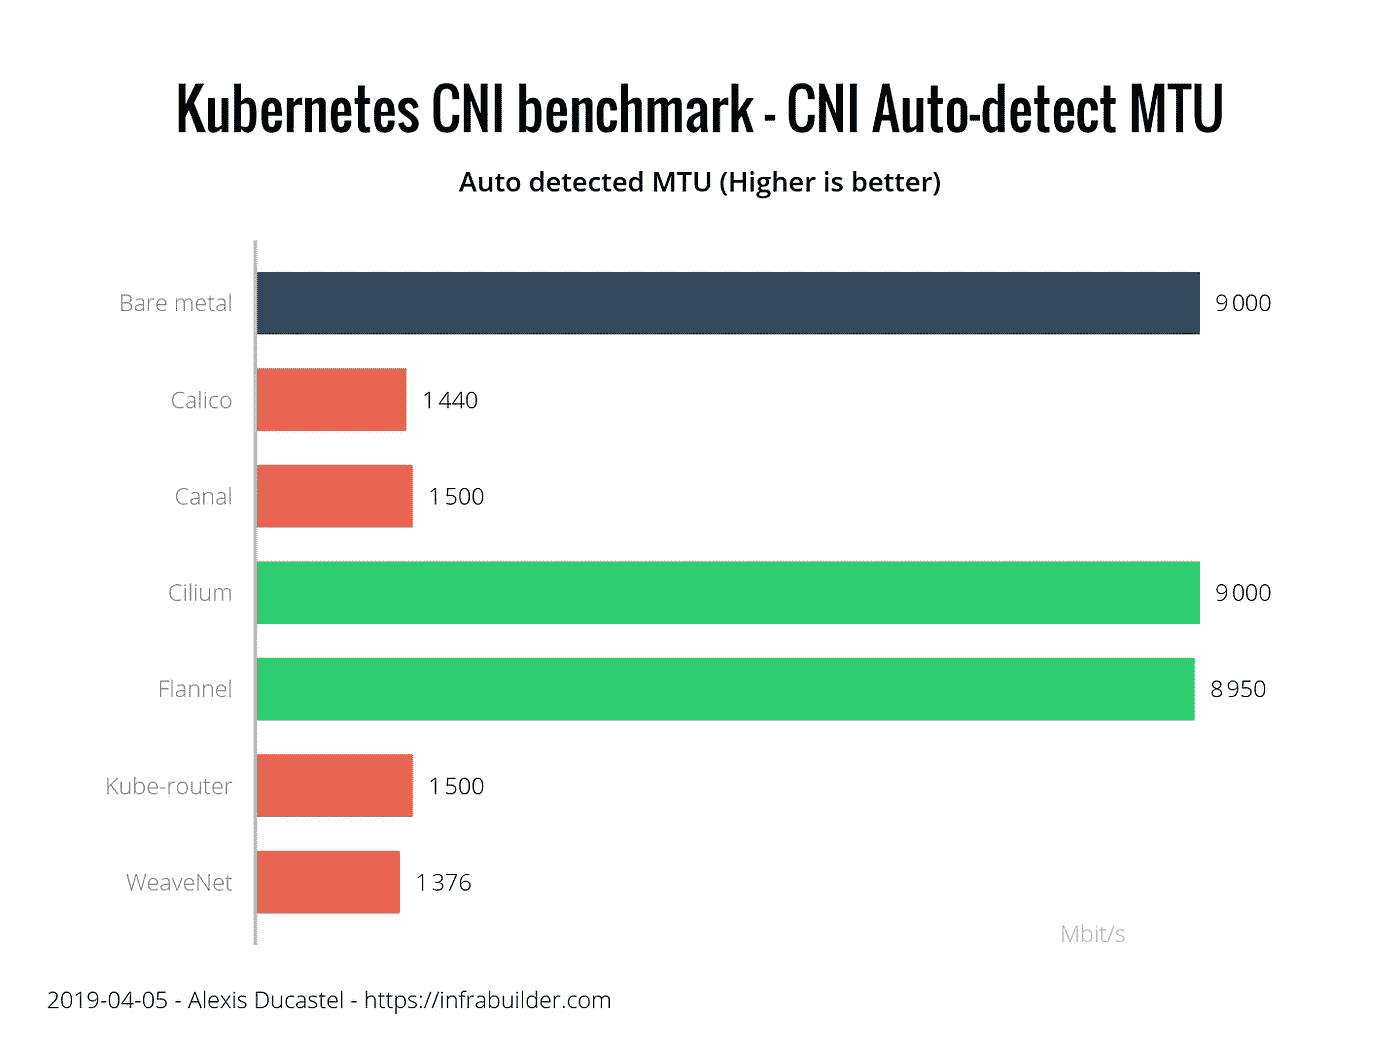 Kubernetes CNI benchmark - CNI Auto-detect MTU
Auto detected MTU (Higher is better)
Bare metal 9 000
Calico 1 440
Canal 1 500
Cilium 9 000
Flannel 8 950
Kube-router 1 500
WeaveNet 1 376
Mbit/s
2019-04-05 - Alexis Ducastel - https://infrabuilder.com